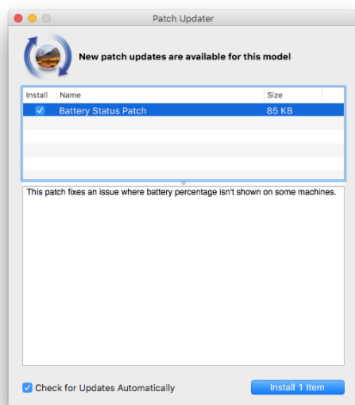 Patch Updater
New patch updates are available for this model
Install Name Size
Battery Status Patch 85 KB
This patch fixes an issue where battery percentage isn't shown on some machines.
Check for Updates Automatically Install 1 Item